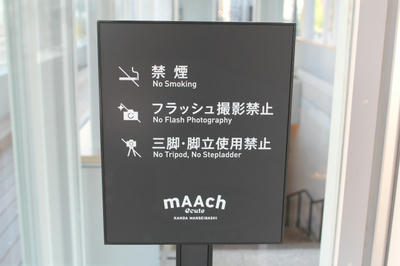 禁煙
No Smoking
フラッシュ撮影禁止
No Flash Photography
三脚・脚立使用禁止
No Tripod, No Stepladder
mAAch
ecute
KANDA MANSEIBASHI